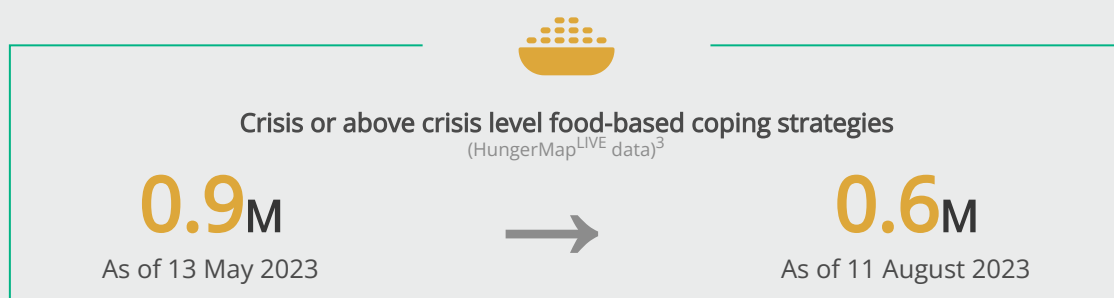 Crisis or above crisis level food-based coping strategies
(HungerMapLIVE data)3
0.9M
0.6M
As of 13 May 2023
As of 11 August 2023